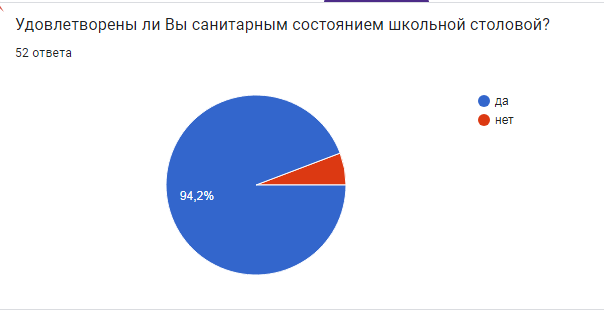 Удовлетворены ли Вы санитарным состоянием школьной столовой?
52 ответа
да
нет
94,2%